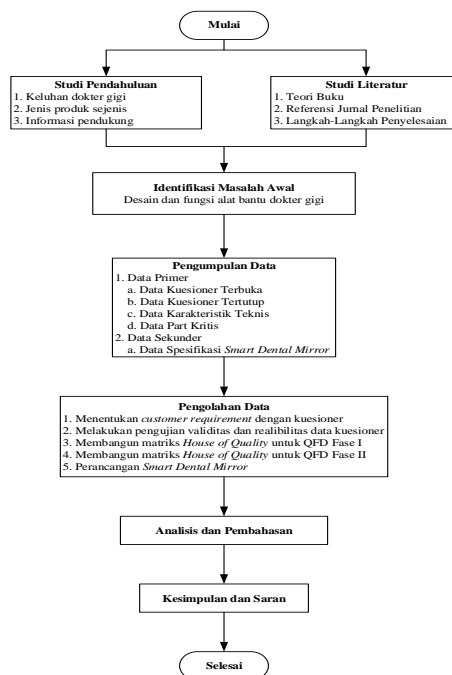 Mulai
Studi Pendahuluan
1. Keluhan dokter gigi
2. Jenis produk sejenis
3. Informasi pendukung
Studi Literatur
1. Teori Buku
2. Referensi Jurnal Penelitian
3. Langkah-Langkah Penyelesaian
Identifikasi Masalah Awal
Desain dan fungsi alat bantu dokter gigi
Pengumpulan Data
1. Data Primer
a. Data Kuesioner Terbuka
b. Data Kuesioner Tertutup
c. Data Karakteristik Teknis
d. Data Part Kritis
2. Data Sekunder
a. Data Spesifikasi Smart Dental Mirror
Pengolahan Data
1. Menentukan customer requirement dengan kuesioner
2. Melakukan pengujian validitas dan realibilitas data kuesioner
3. Membangun matriks House of Quality untuk QFD Fase I
4. Membangun matriks House of Quality untuk QFD Fase II
5. Perancangan Smart Dental Mirror
Analisis dan Pembahasan
Kesimpulan dan Saran
Selesai